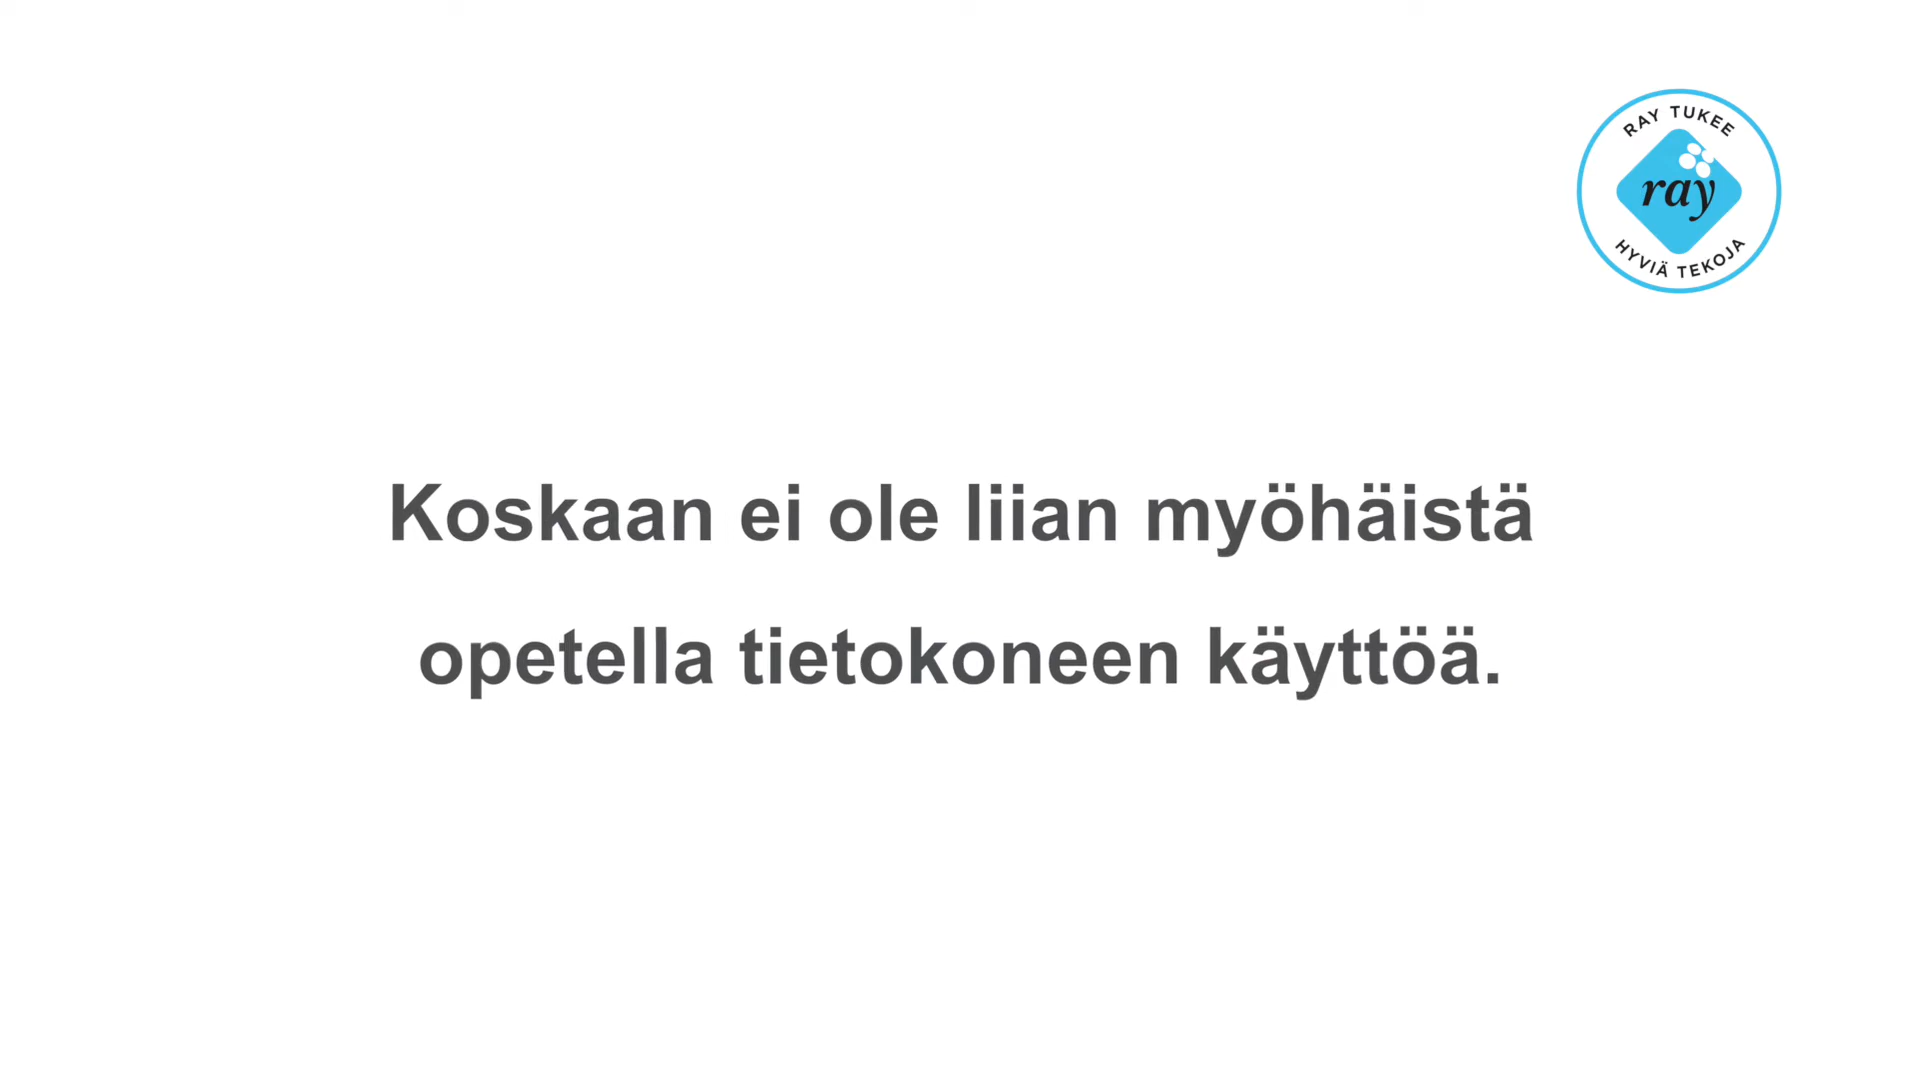 RAY TUKEE
ray
HYVIÄ TEKOJA
Koskaan ei ole liian myöhäistä
opetella tietokoneen käyttöä.